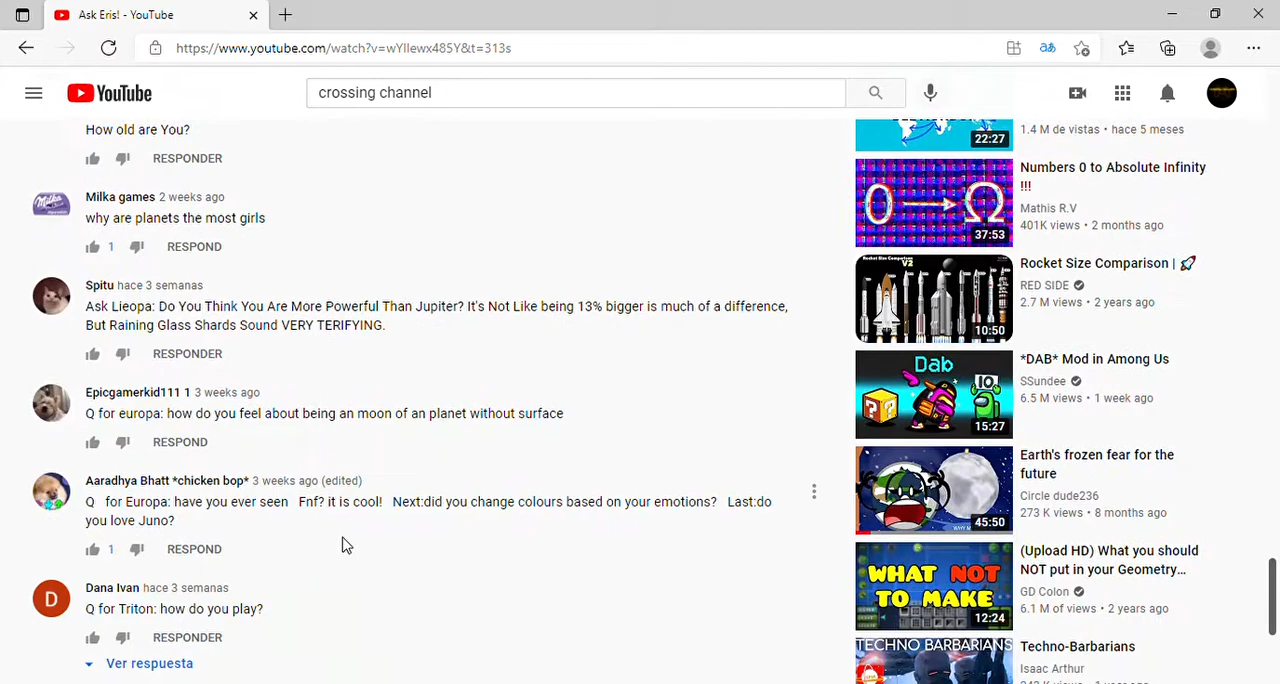 Ask Eris! - YouTube
https://www.youtube.com/watch?v=wYIlewx485Y&t=313s
YouTube
crossing channel
How old are You?
RESPONDER
Milka games 2 weeks ago
why are planets the most girls
1 RESPOND
Spitu hace 3 semanas
Ask Lieopa: Do You Think You Are More Powerful Than Jupiter? It's Not Like being 13% bigger is much of a difference,
But Raining Glass Shards Sound VERY TERIFYING.
RESPONDER
Epicgamerkid111 1 3 weeks ago
Q for europa: how do you feel about being an moon of an planet without surface
RESPOND
Aaradhya Bhatt *chicken bop* 3 weeks ago (edited)
Q for Europa: have you ever seen Fnf? it is cool! Next:did you change colours based on your emotions? Last:do
you love Juno?
1 RESPOND
Dana Ivan hace 3 semanas
D
Q for Triton: how do you play?
RESPONDER
Ver respuesta
22:27
1.4 M de vistas • hace 5 meses
0 Ω
37:53
Numbers 0 to Absolute Infinity
!!!
Mathis R.V
401K views • 2 months ago
Rocket Size Comparison
V2
10:50
Rocket Size Comparison | 🚀
RED SIDE
2.7 M views • 2 years ago
Dab
10
15:27
*DAB* Mod in Among Us
SSundee
6.5 M views • 1 week ago
45:50
Earth's frozen fear for the
future
Circle dude236
273 K views • 8 months ago
WHAT NOT
TO MAKE
12:24
(Upload HD) What you should
NOT put in your Geometry...
GD Colon
6.1 M of views • 2 years ago
TECHNO BARBARIANS
Techno-Barbarians
Isaac Arthur